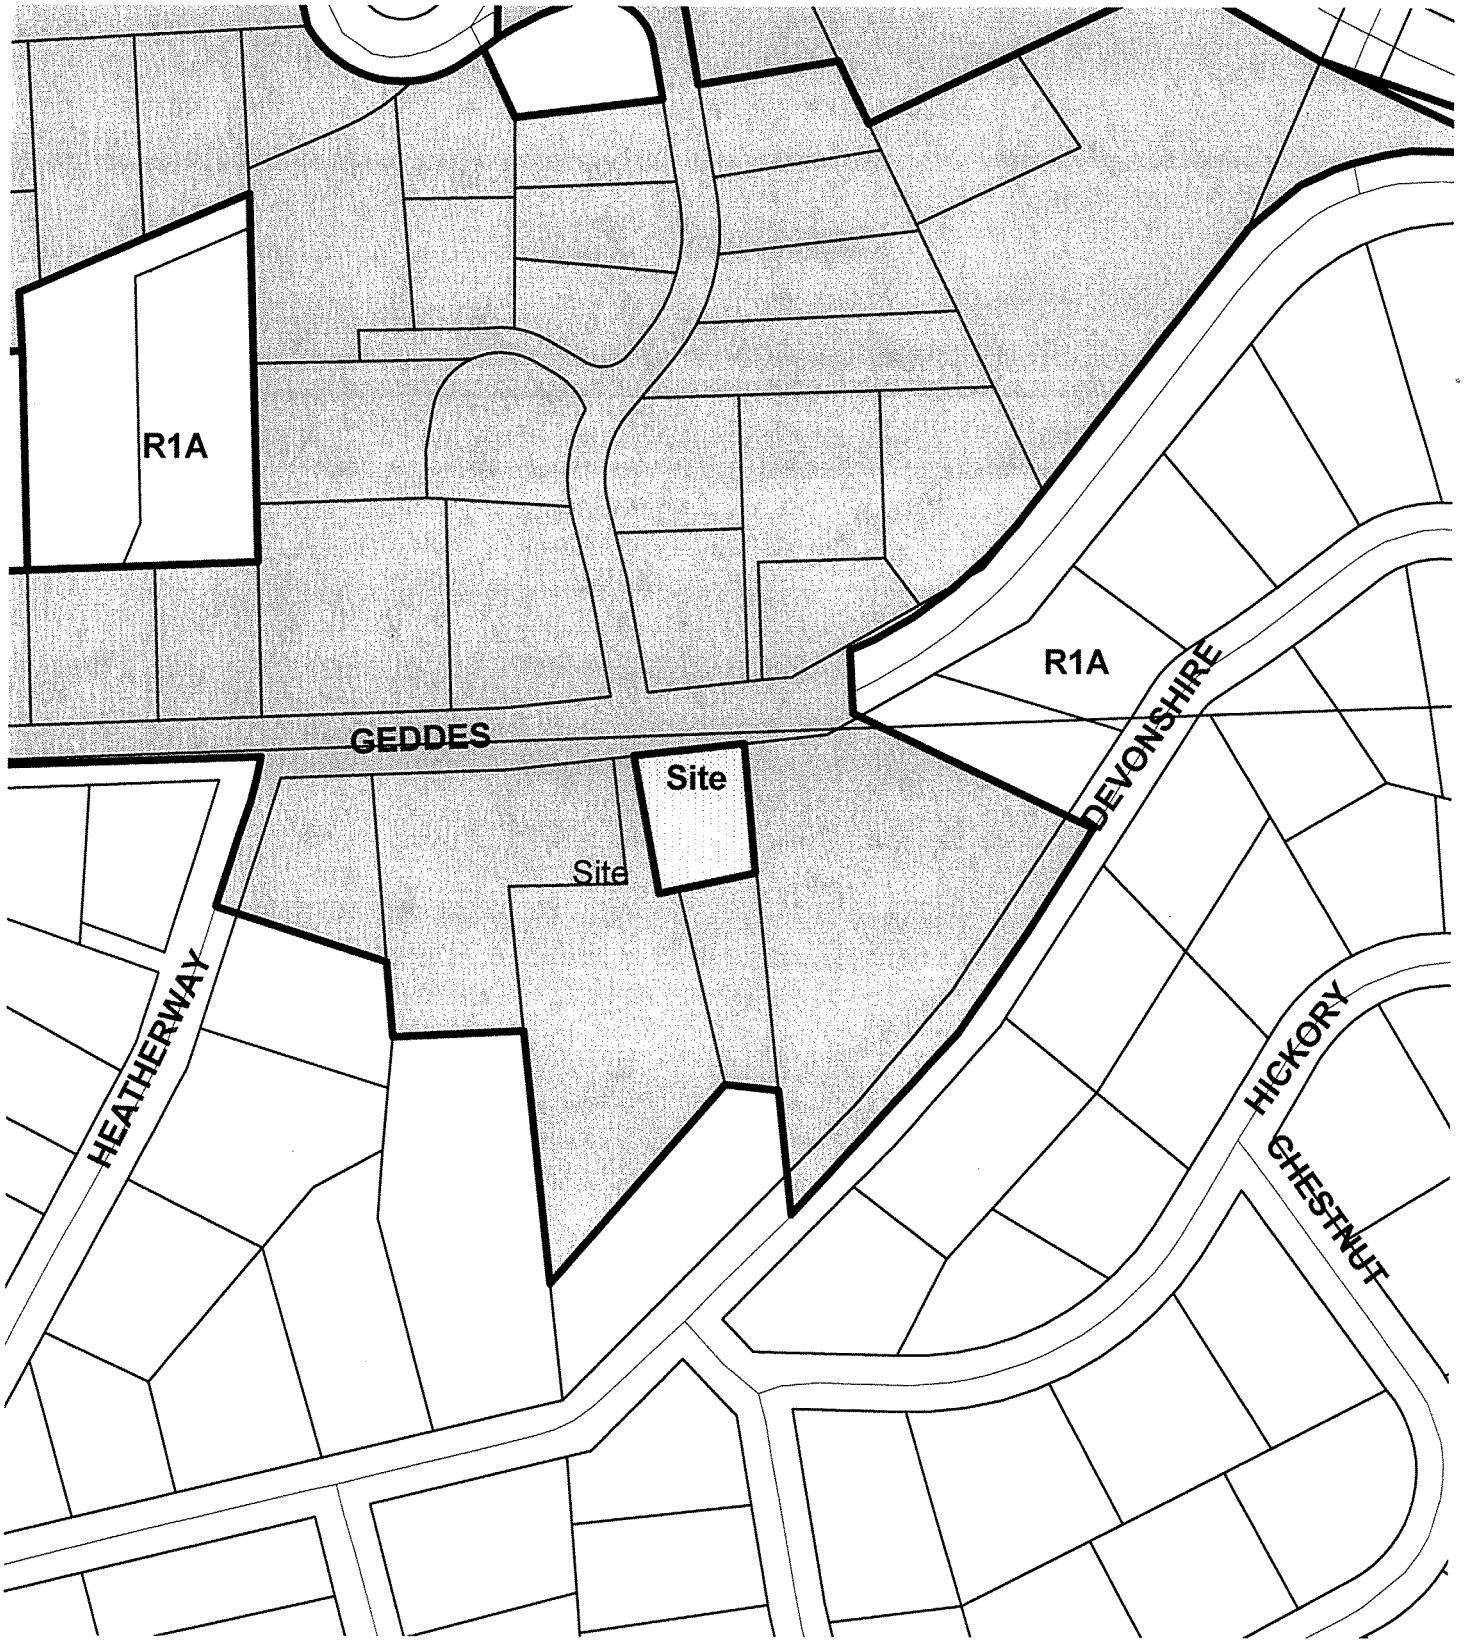 R1A
R1A
GEDDES
Site
DEVONSHIRE
Site
HEATHERWAY
HICKORY
CHESTNUT